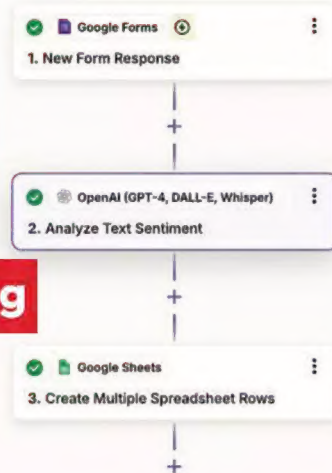 Google Forms
1. New Form Response
OpenAI (GPT-4, DALL-E, Whisper)
2. Analyze Text Sentiment
g
Google Sheets
3. Create Multiple Spreadsheet Rows